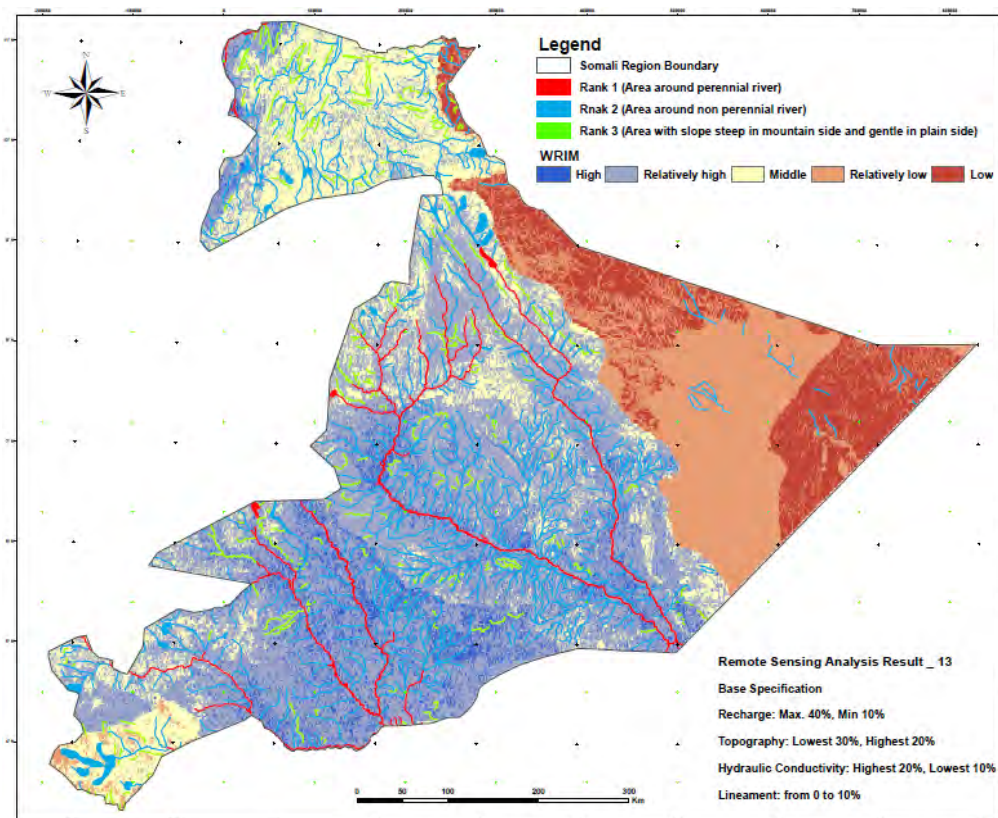 N
W
E
S
Legend
Somali Region Boundary
Rank 1 (Area around perennial river)
Rnak 2 (Area around non perennial river)
Rank 3 (Area with slope steep in mountain side and gentle in plain side)
WRIM
High Relatively high Middle Relatively low Low
Remote Sensing Analysis Result _ 13
Base Specification
Recharge: Max. 40%, Min 10%
Topography: Lowest 30%, Highest 20%
Hydraulic Conductivity: Highest 20%, Lowest 10%
Lineament: from 0 to 10%
0 50 100 200 300
Km